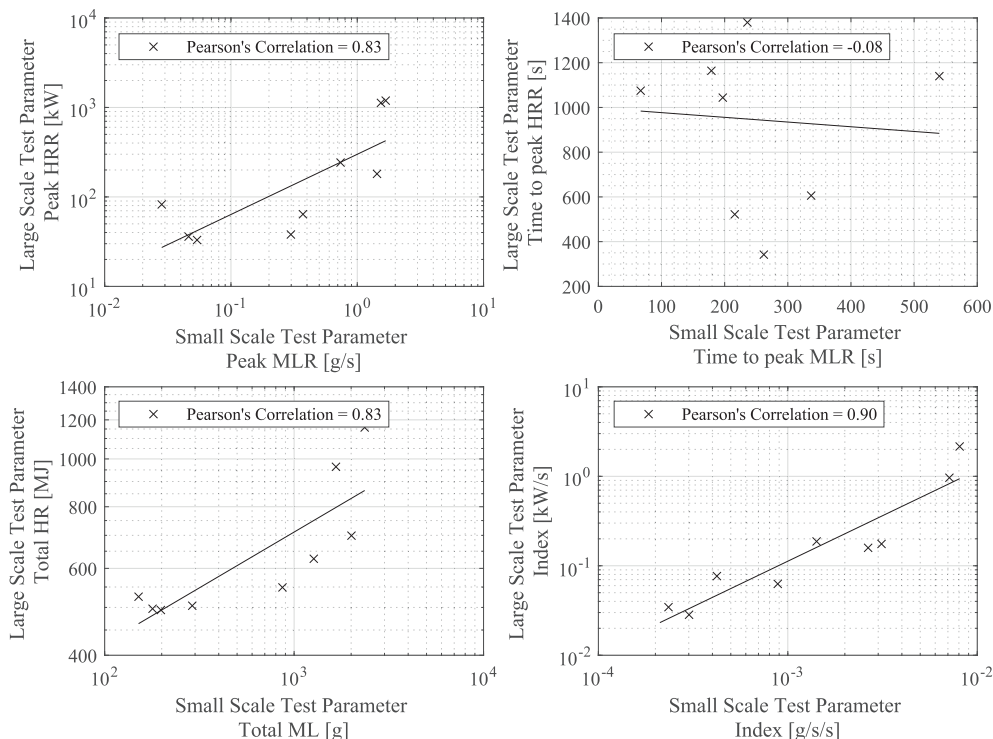 Pearson's Correlation = 0.83
10^4
10^3
10^2
10^1
10^-2
10^-1
10^0
10^1
Large Scale Test Parameter
Peak HRR [kW]
Small Scale Test Parameter
Peak MLR [g/s]
Pearson's Correlation = -0.08
1400
1200
1000
800
600
400
200
0
100
200
300
400
500
600
Large Scale Test Parameter
Time to peak HRR [s]
Small Scale Test Parameter
Time to peak MLR [s]
Pearson's Correlation = 0.83
1400
1200
1000
800
600
400
10^2
10^3
10^4
Large Scale Test Parameter
Total HR [MJ]
Small Scale Test Parameter
Total ML [g]
Pearson's Correlation = 0.90
10^1
10^0
10^-1
10^-2
10^-4
10^-3
10^-2
Large Scale Test Parameter
Index [kW/s]
Small Scale Test Parameter
Index [g/s/s]